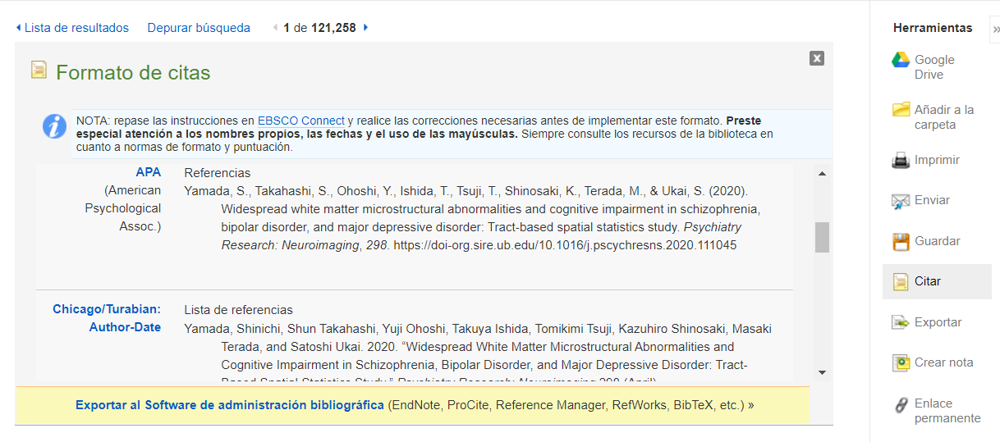 Lista de resultados Depurar búsqueda 1 de 121,258
Formato de citas
NOTA: repase las instrucciones en EBSCO Connect y realice las correcciones necesarias antes de implementar este formato. Preste
especial atención a los nombres propios, las fechas y el uso de las mayúsculas. Siempre consulte los recursos de la biblioteca en
cuanto a normas de formato y puntuación.
APA
(American
Psychological
Assoc.)
Referencias
Yamada, S., Takahashi, S., Ohoshi, Y., Ishida, T., Tsuji, T., Shinosaki, K., Terada, M., & Ukai, S. (2020).
Widespread white matter microstructural abnormalities and cognitive impairment in schizophrenia,
bipolar disorder, and major depressive disorder: Tract-based spatial statistics study. Psychiatry
Research: Neuroimaging, 298. https://doi-org.sire.ub.edu/10.1016/j.pscychresns.2020.111045
Chicago/Turabian:
Author-Date
Lista de referencias
Yamada, Shinichi, Shun Takahashi, Yuji Ohoshi, Takuya Ishida, Tomikimi Tsuji, Kazuhiro Shinosaki, Masaki
Terada, and Satoshi Ukai. 2020. “Widespread White Matter Microstructural Abnormalities and
Cognitive Impairment in Schizophrenia, Bipolar Disorder, and Major Depressive Disorder: Tract-
Based Spatial Statistics Study.” Psychiatry Research: Neuroimaging 298 (April).
Exportar al Software de administración bibliográfica (EndNote, ProCite, Reference Manager, RefWorks, BibTeX, etc.) »
Herramientas »
Google
Drive
Añadir a la
carpeta
Imprimir
Enviar
Guardar
Citar
Exportar
Crear nota
Enlace
permanente